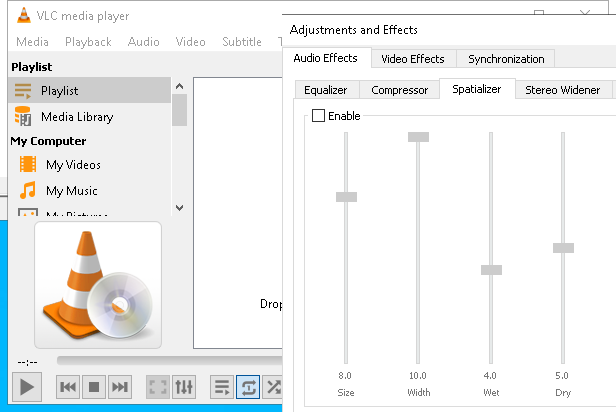 VLC media player
Media Playback Audio Video Subtitle
Playlist
Playlist
Media Library
My Computer
My Videos
My Music
My Pictures
Drop
--:--
Adjustments and Effects
Audio Effects Video Effects Synchronization
Equalizer Compressor Spatializer Stereo Widener
Enable
8.0 10.0 4.0 5.0
Size Width Wet Dry